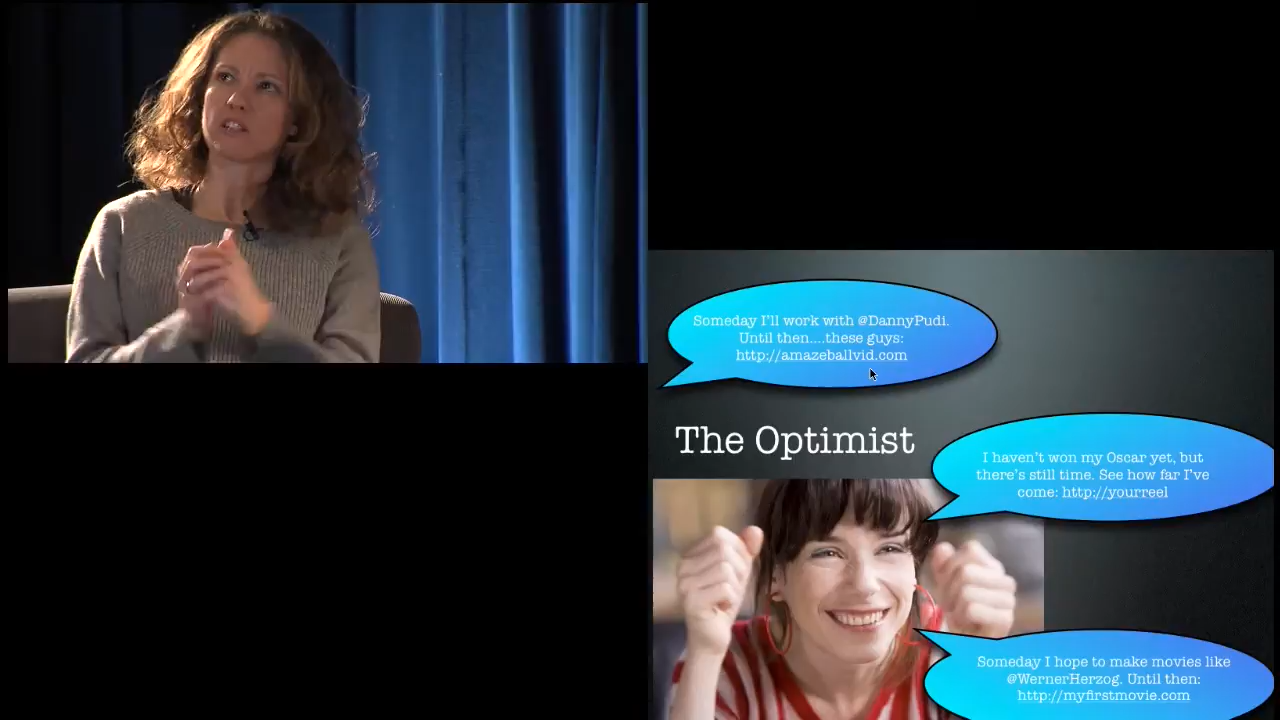 Someday I'll work with @DannyPudi.
Until then....these guys:
http://amazeballvid.com
The Optimist
I haven't won my Oscar yet, but
there's still time. See how far I've
come: http://yourreel
Someday I hope to make movies like
@WernerHerzog. Until then:
http://myfirstmovie.com